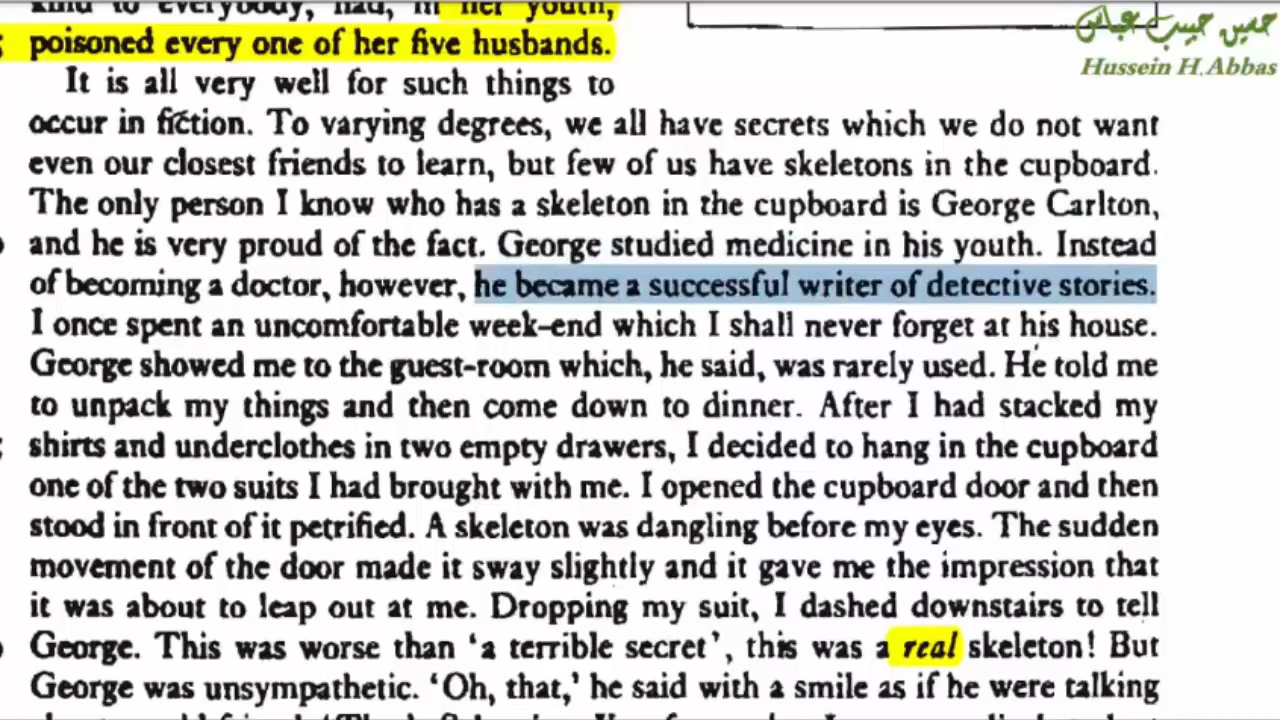 kind to everybody, had, in her youth,
poisoned every one of her five husbands.
It is all very well for such things to
occur in fiction. To varying degrees, we all have secrets which we do not want
even our closest friends to learn, but few of us have skeletons in the cupboard.
The only person I know who has a skeleton in the cupboard is George Carlton,
and he is very proud of the fact. George studied medicine in his youth. Instead
of becoming a doctor, however, he became a successful writer of detective stories.
I once spent an uncomfortable week-end which I shall never forget at his house.
George showed me to the guest-room which, he said, was rarely used. He told me
to unpack my things and then come down to dinner. After I had stacked my
shirts and underclothes in two empty drawers, I decided to hang in the cupboard
one of the two suits I had brought with me. I opened the cupboard door and then
stood in front of it petrified. A skeleton was dangling before my eyes. The sudden
movement of the door made it sway slightly and it gave me the impression that
it was about to leap out at me. Dropping my suit, I dashed downstairs to tell
George. This was worse than ‘a terrible secret’, this was a real skeleton! But
George was unsympathetic. ‘Oh, that,’ he said with a smile as if he were talking
حسين حبيب عباس
Hussein H.Abbas